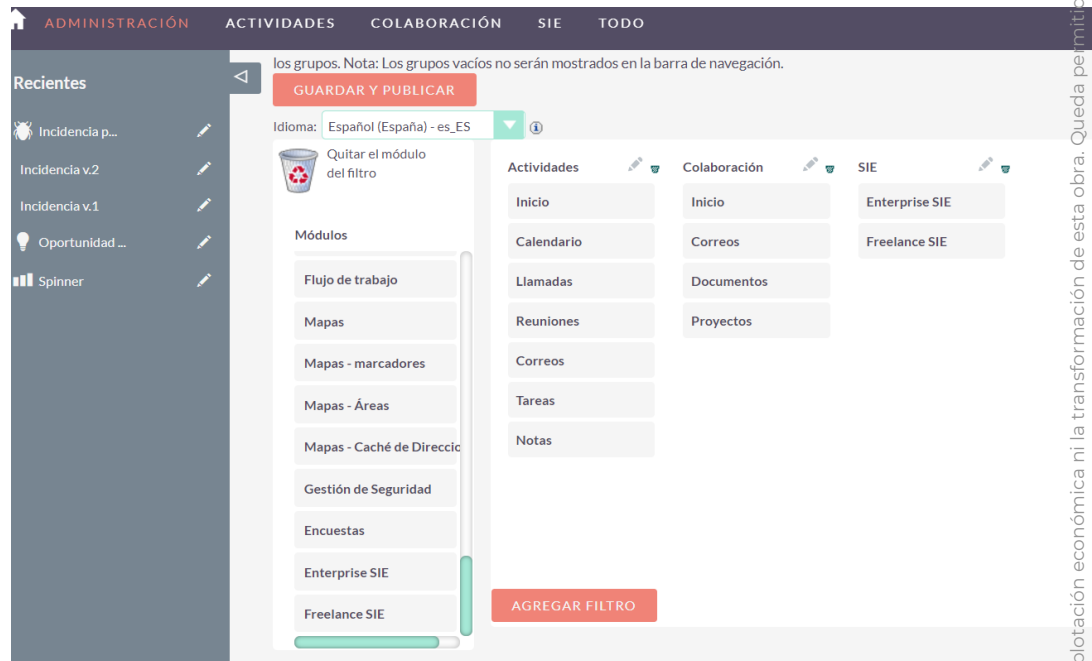 ADMINISTRACIÓN ACTIVIDADES COLABORACIÓN SIE TODO
los grupos. Nota: Los grupos vacíos no serán mostrados en la barra de navegación.
Recientes
GUARDAR Y PUBLICAR
Incidencia p...
Incidencia v.2
Incidencia v.1
Oportunidad ...
Spinner
Idioma: Español (España) - es_ES
Quitar el módulo
del filtro
Módulos
Flujo de trabajo
Mapas
Mapas - marcadores
Mapas - Áreas
Mapas - Caché de Direccio
Gestión de Seguridad
Encuestas
Enterprise SIE
Freelance SIE
Actividades
Inicio
Calendario
Llamadas
Reuniones
Correos
Tareas
Notas
Colaboración
Inicio
Correos
Documentos
Proyectos
SIE
Enterprise SIE
Freelance SIE
AGREGAR FILTRO
plotación económica ni la transformación de esta obra. Queda permitid